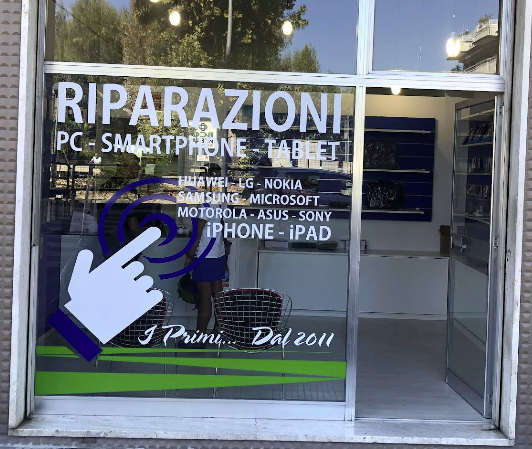 RIPARAZIONI
PC - SMARTPHONE - TABLET
HUAWEI - LG - NOKIA
SAMSUNG - MICROSOFT
MOTOROLA - ASUS - SONY
iPHONE - iPAD
I Primi... Dal 2011